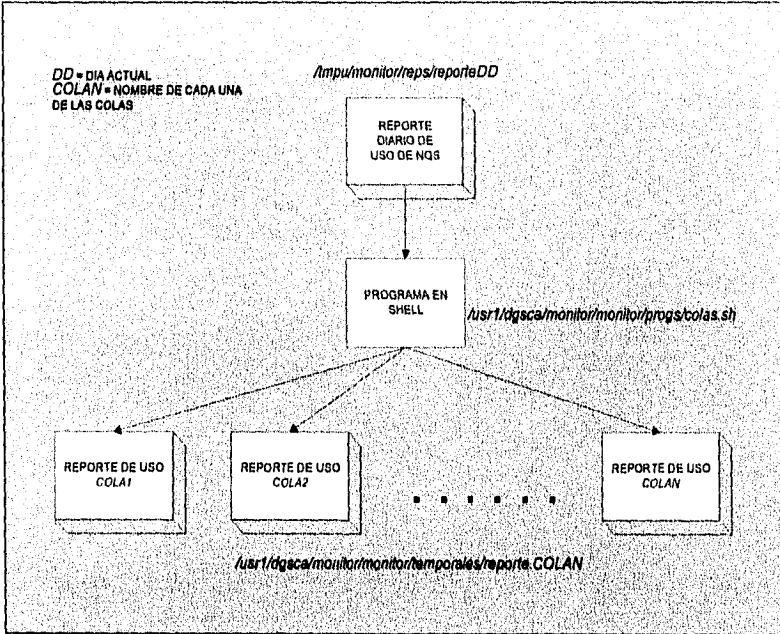 DD = DIA ACTUAL
COLAN = NOMBRE DE CADA UNA
DE LAS COLAS
/tmpu/monitor/reps/reporteDD
REPORTE
DIARIO DE
USO DE NQS
PROGRAMA EN
SHELL
/usr1/dgsca/monitor/monitor/progs/colas.sh
REPORTE DE USO
COLA1
REPORTE DE USO
COLA2
. . . . . .
REPORTE DE USO
COLAN
/usr1/dgsca/monitor/monitor/temporales/reporte.COLAN